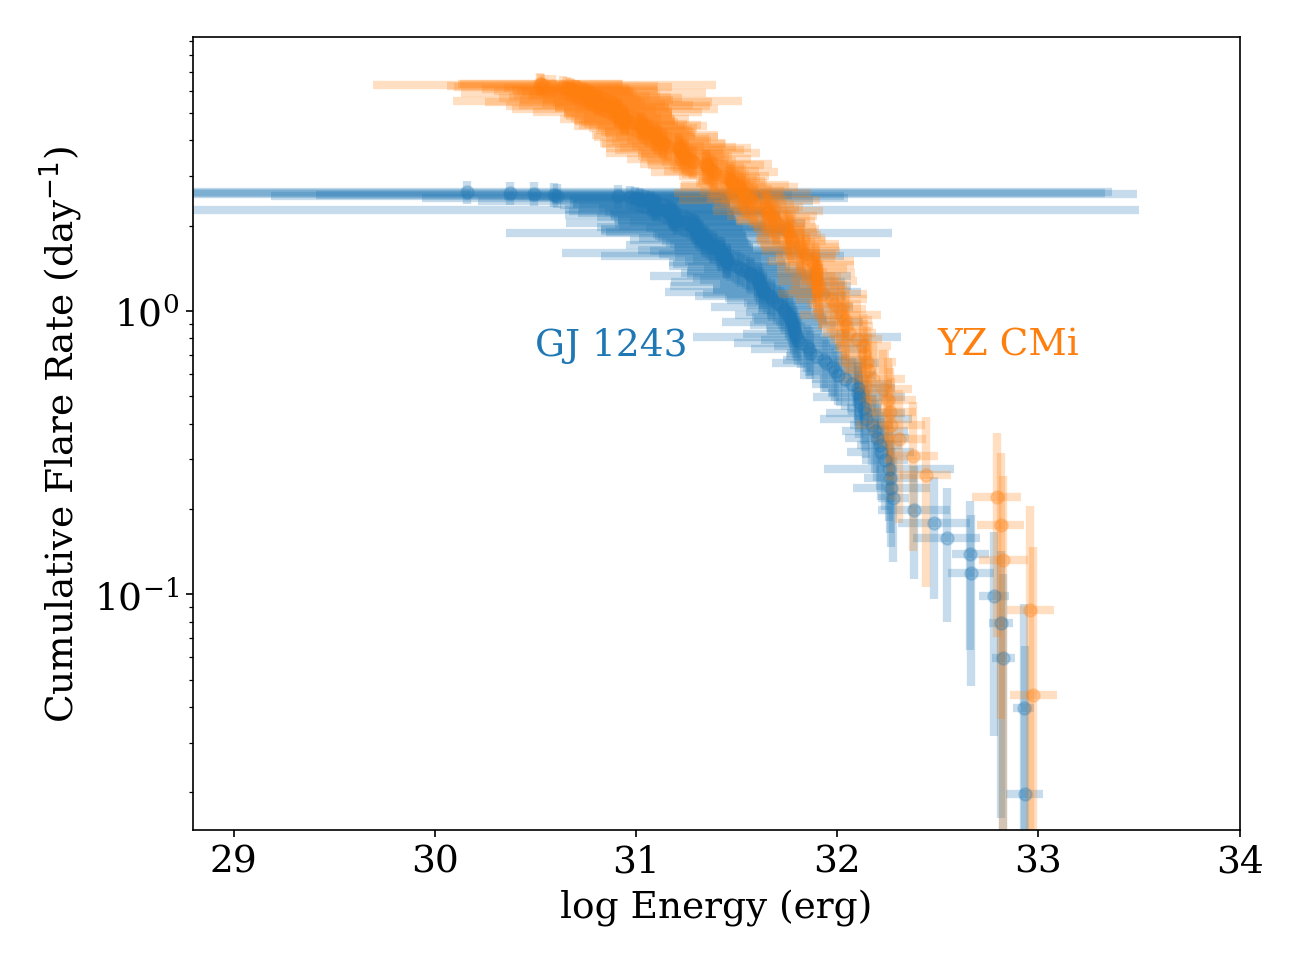 Cumulative Flare Rate (day⁻¹)
10⁰
10⁻¹
GJ 1243
YZ CMi
29 30 31 32 33 34
log Energy (erg)